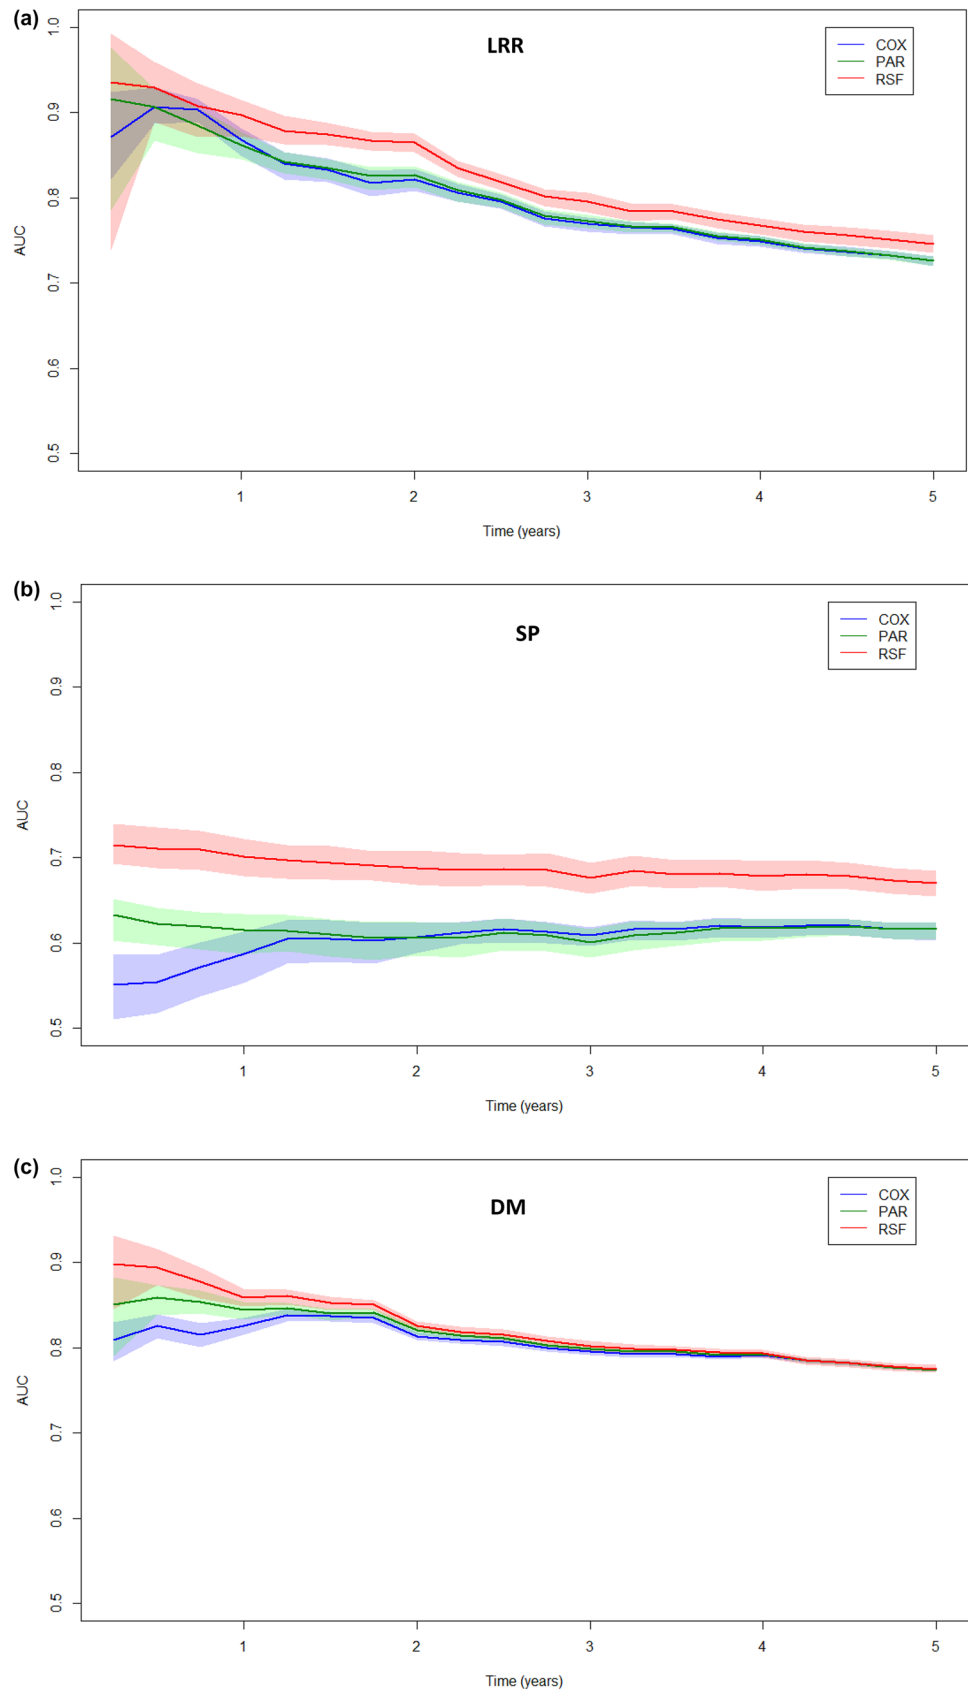 (a)
LRR
COX
PAR
RSF
1.0
0.9
0.8
0.7
0.6
0.5
AUC
1 2 3 4 5
Time (years)
(b)
SP
COX
PAR
RSF
1.0
0.9
0.8
0.7
0.6
0.5
AUC
1 2 3 4 5
Time (years)
(c)
DM
COX
PAR
RSF
1.0
0.9
0.8
0.7
0.6
0.5
AUC
1 2 3 4 5
Time (years)